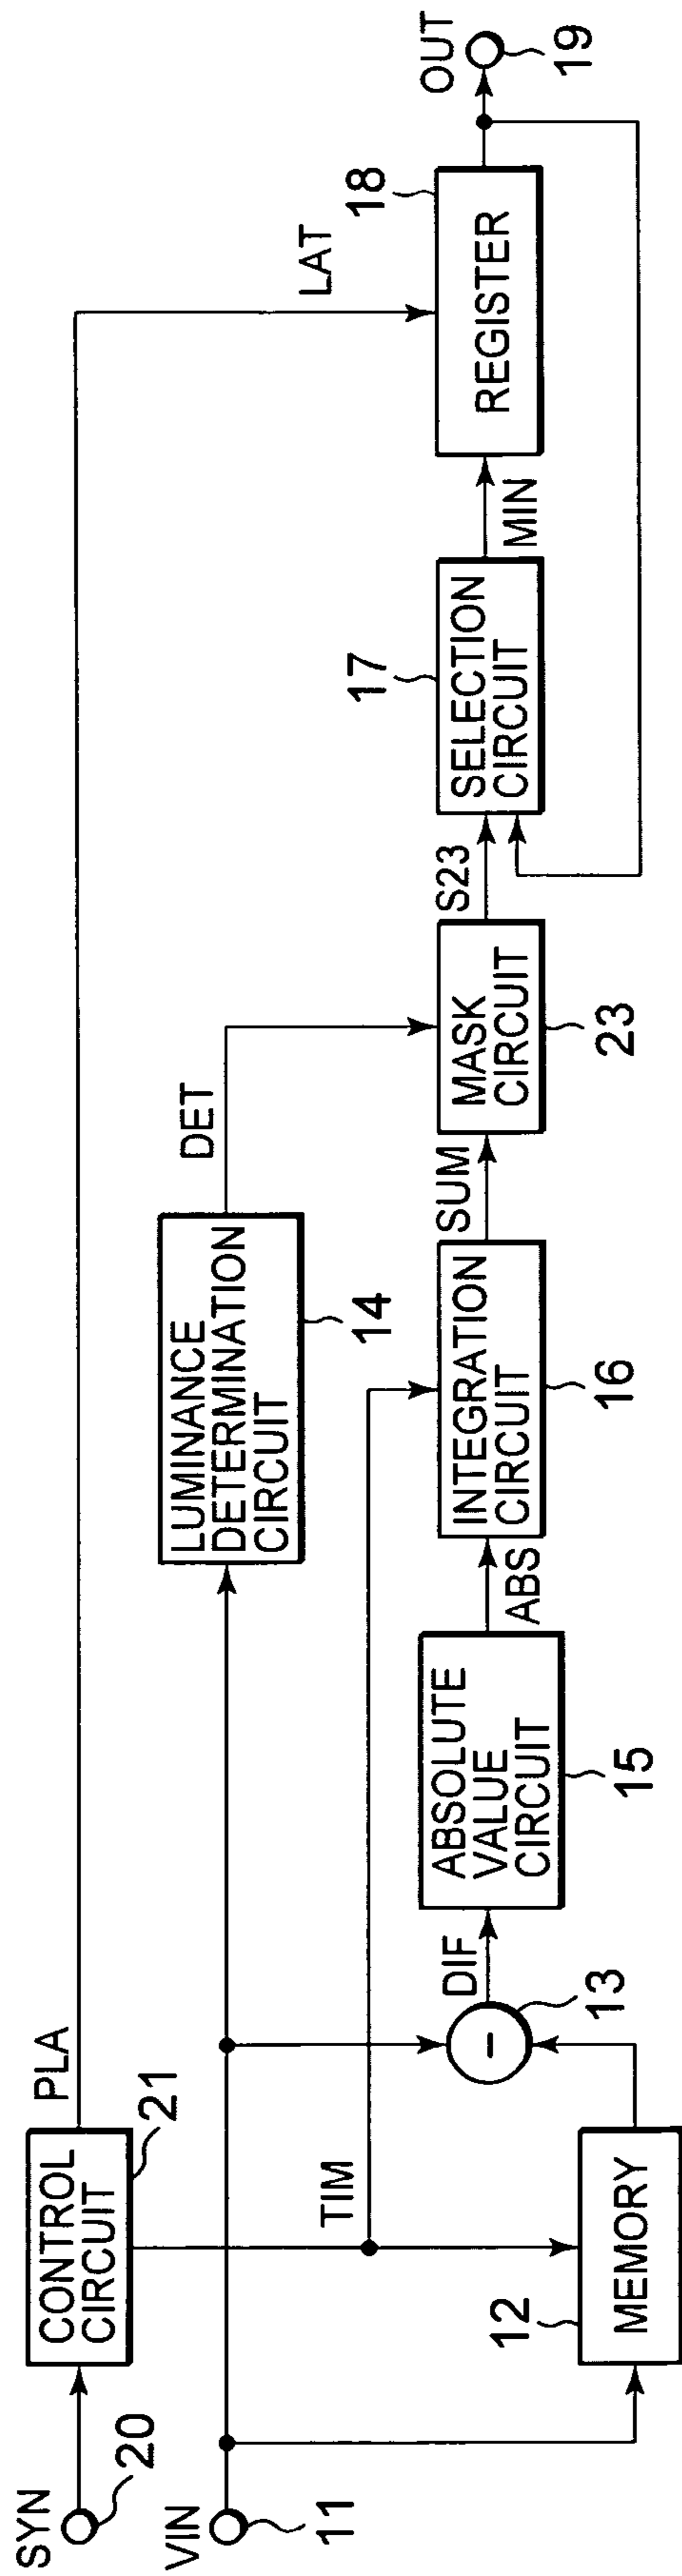 SYN
20
CONTROL
CIRCUIT
21
PLA
LAT
VIN
11
LUMINANCE
DETERMINATION
CIRCUIT
14
DET
TIM
12
MEMORY
13
DIF
ABSOLUTE
VALUE
CIRCUIT
15
ABS
INTEGRATION
CIRCUIT
16
SUM
MASK
CIRCUIT
23
S23
SELECTION
CIRCUIT
17
MIN
REGISTER
18
OUT
19